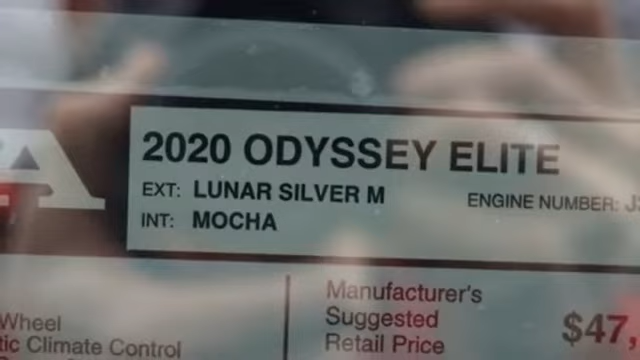 A
2020 ODYSSEY ELITE
EXT: LUNAR SILVER M
ENGINE NUMBER:
INT: MOCHA
Wheel
tic Climate Control
Manufacturer's
Suggested
Retail Price
$47,